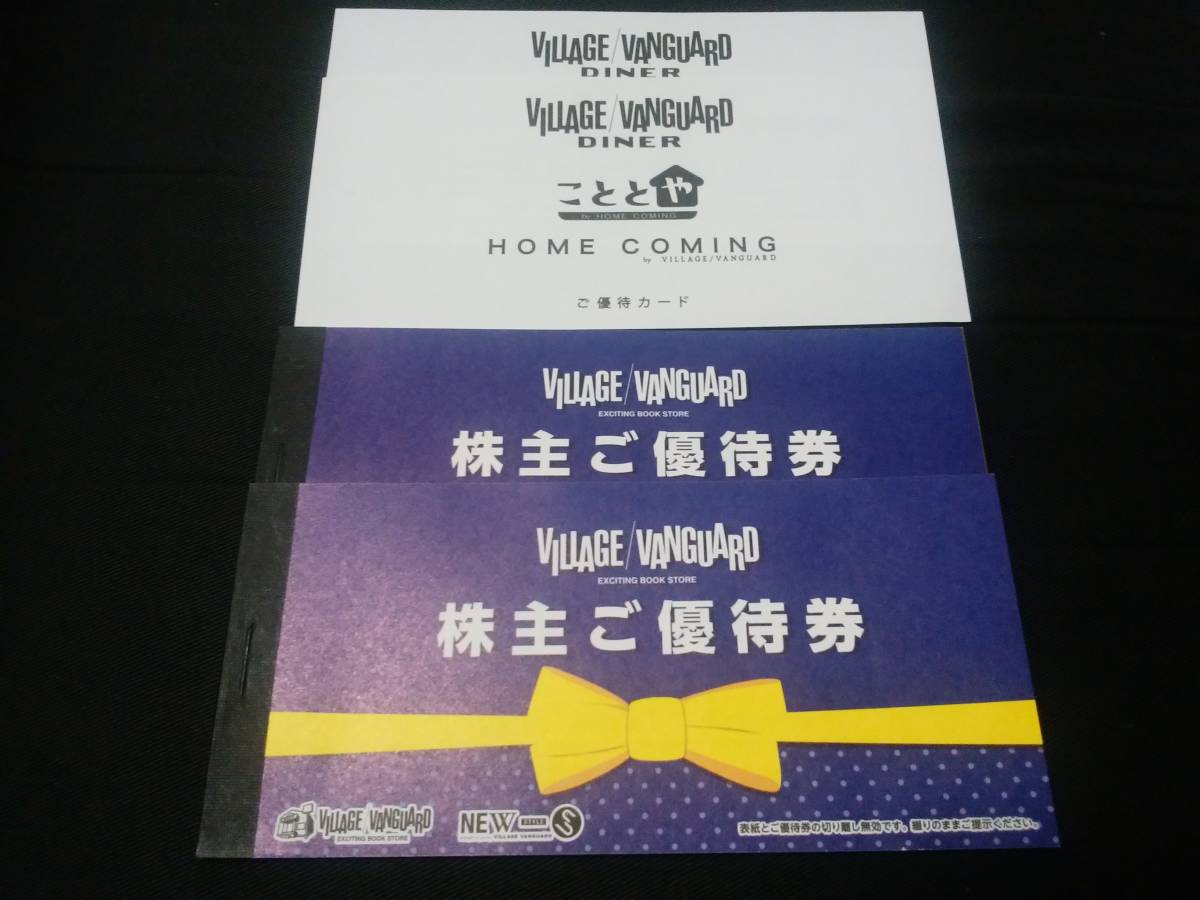 VILLAGE/VANGUARD
DINER
VILLAGE/VANGUARD
DINER
こととや
by HOME COMING
HOME COMING
by VILLAGE/VANGUARD
ご優待カード
VILLAGE/VANGUARD
EXCITING BOOK STORE
株主ご優待券
VILLAGE/VANGUARD
EXCITING BOOK STORE
株主ご優待券
VILLAGE/VANGUARD
EXCITING BOOK STORE
NEW STYLE
VILLAGE VANGUARD
表紙とご優待券の切り離し無効です。綴りのままご提示ください。